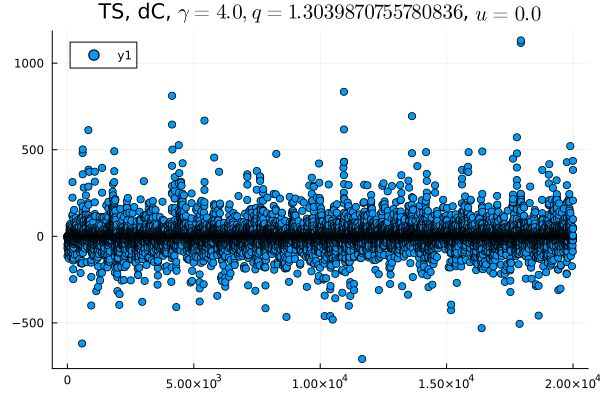 TS, dC, γ = 4.0, q = 1.3039870755780836, u = 0.0
y1
1000
500
0
−500
0 5.00×10³ 1.00×10⁴ 1.50×10⁴ 2.00×10⁴